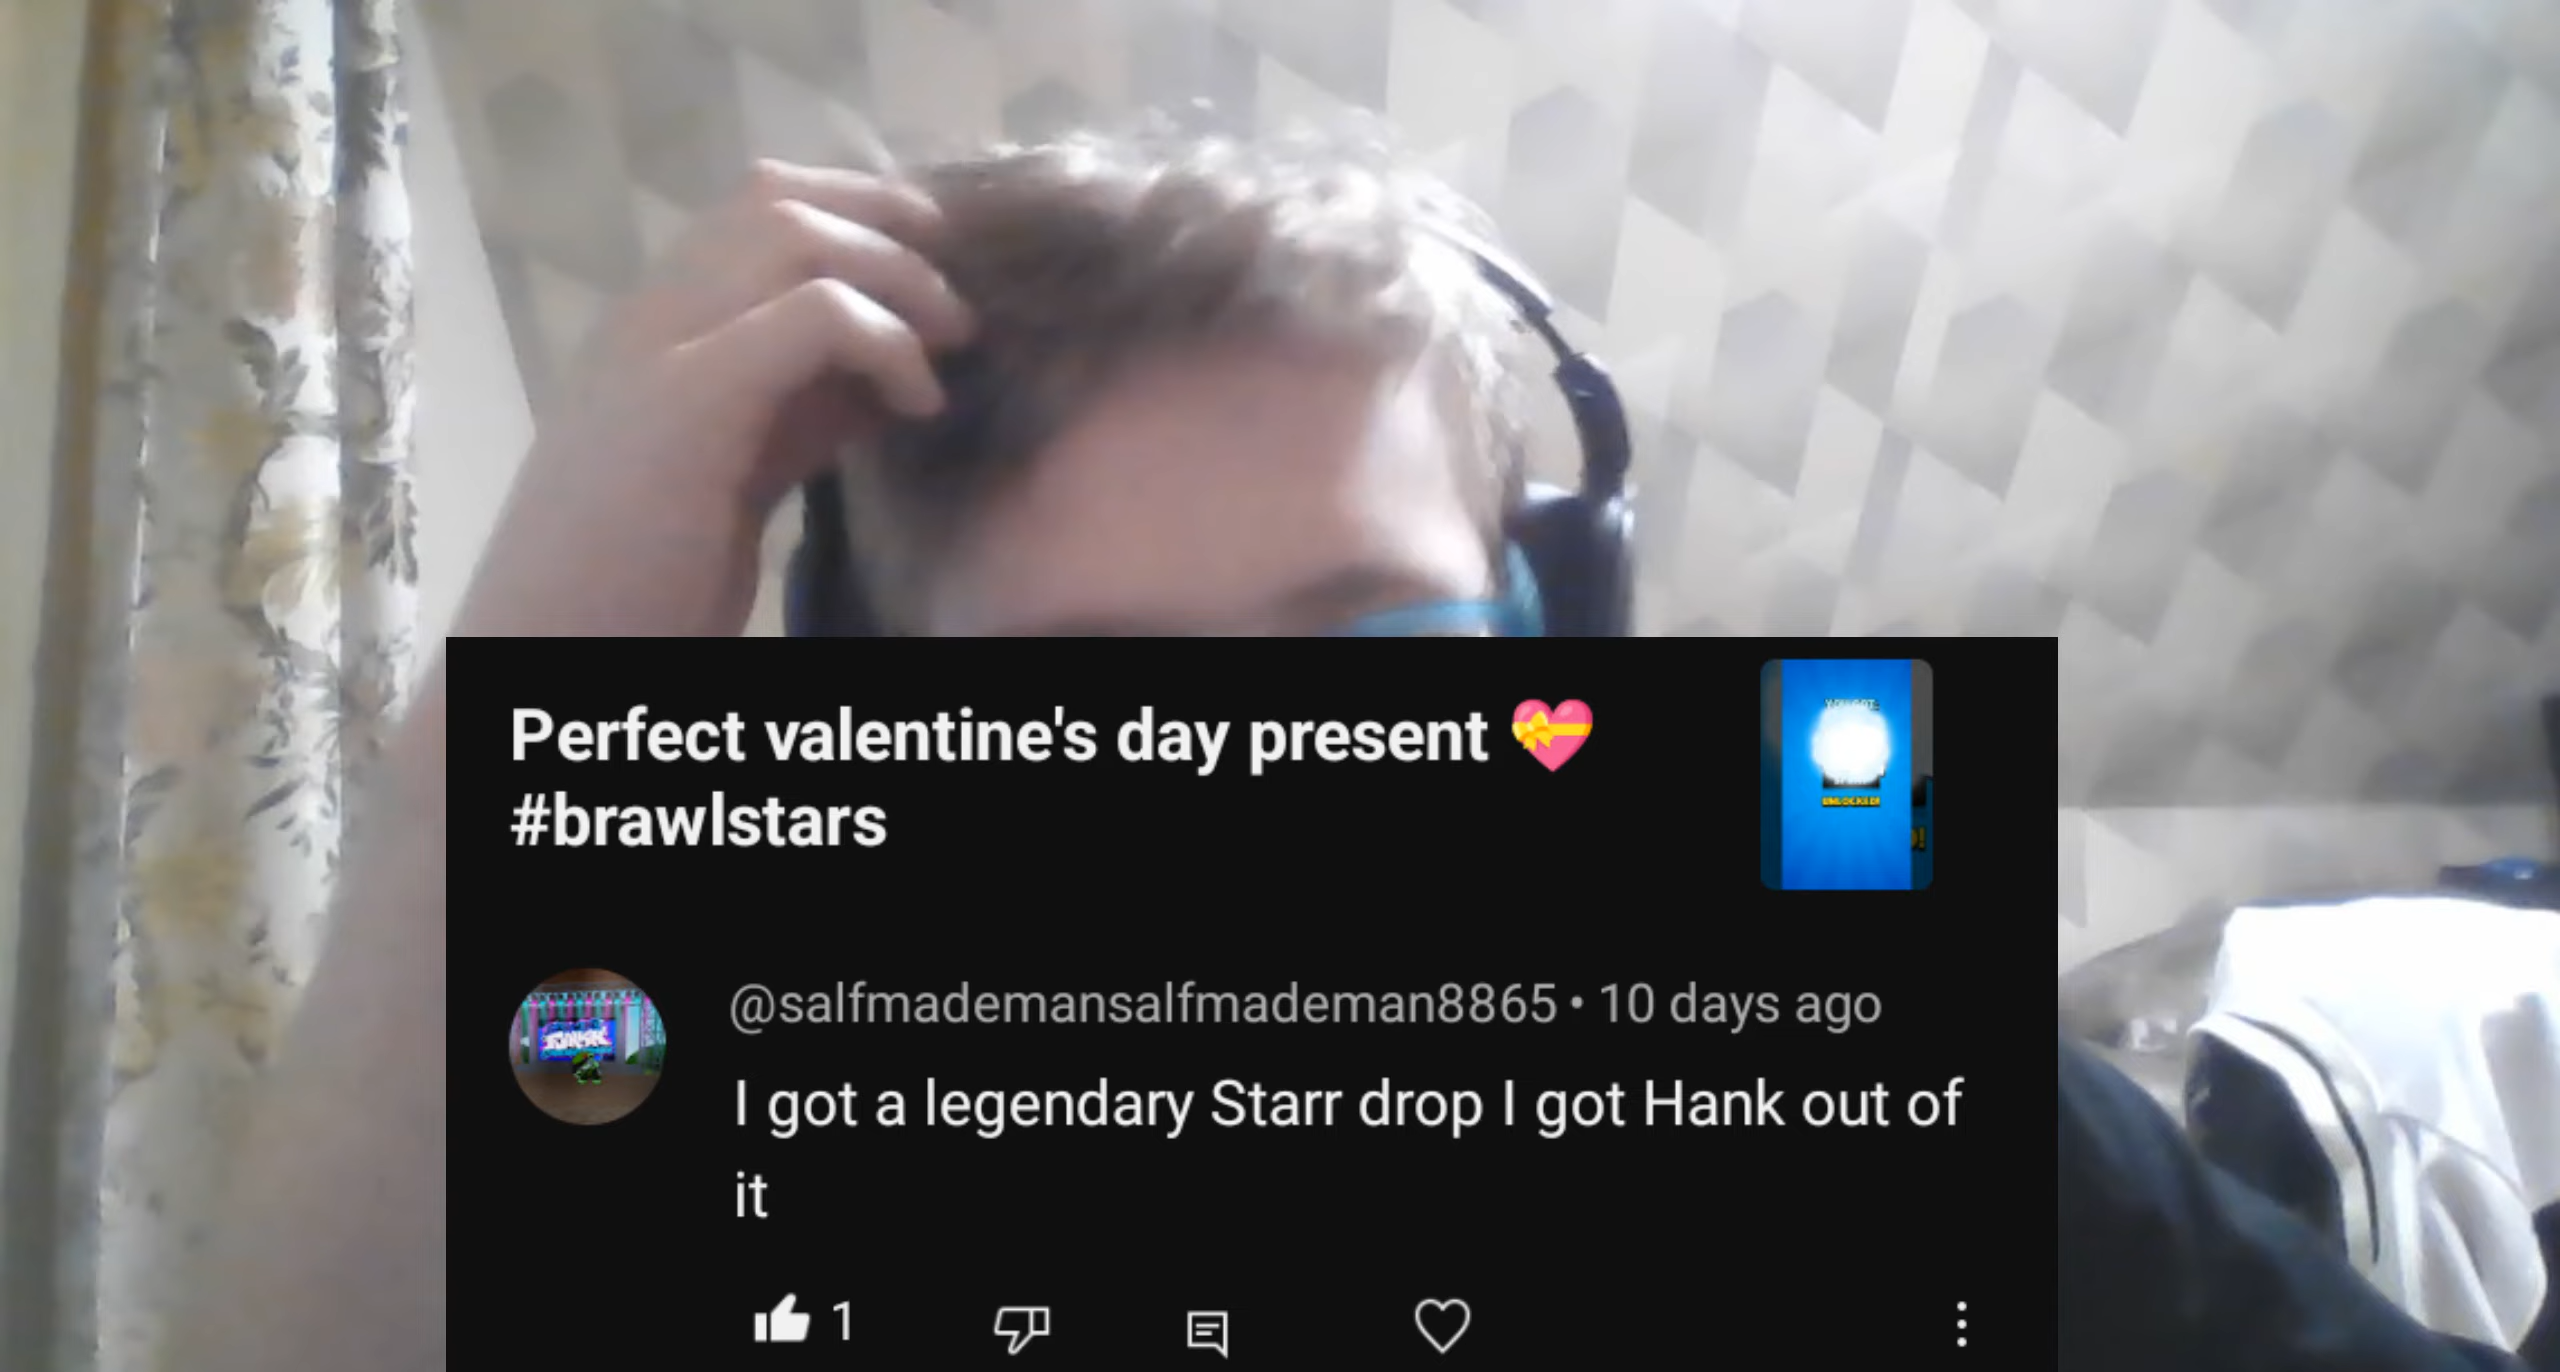 Perfect valentine's day present 💝
#brawlstars
UNLOCKED!
@salfmademansalfmademan8865 • 10 days ago
I got a legendary Starr drop I got Hank out of
it
1